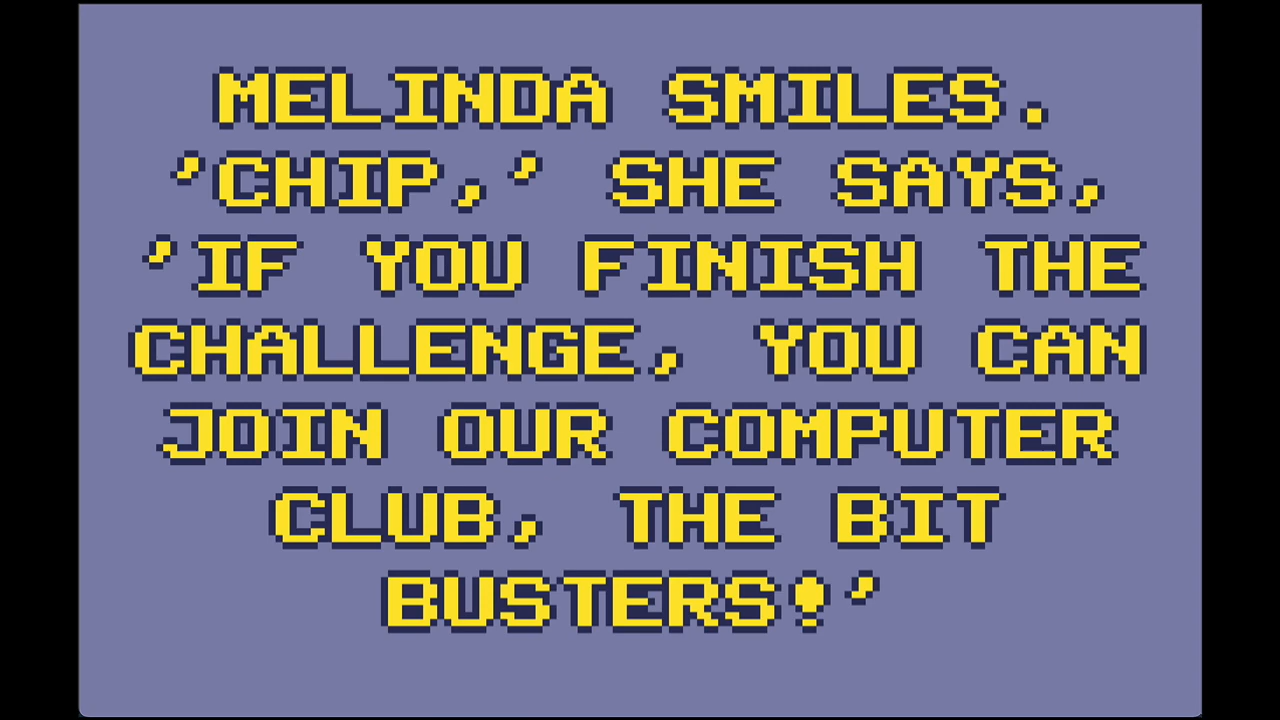 MELINDA SMILES.
'CHIP,' SHE SAYS,
'IF YOU FINISH THE
CHALLENGE, YOU CAN
JOIN OUR COMPUTER
CLUB, THE BIT
BUSTERS!'